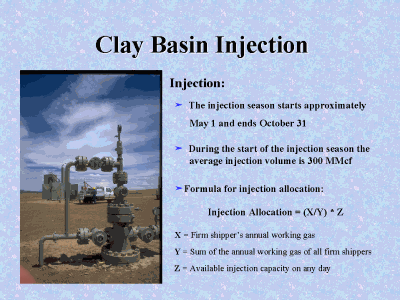 Clay Basin Injection
Injection:
➢ The injection season starts approximately
May 1 and ends October 31
➢ During the start of the injection season the
average injection volume is 300 MMcf
➢Formula for injection allocation:
Injection Allocation = (X/Y) * Z
X = Firm shipper's annual working gas
Y = Sum of the annual working gas of all firm shippers
Z = Available injection capacity on any day